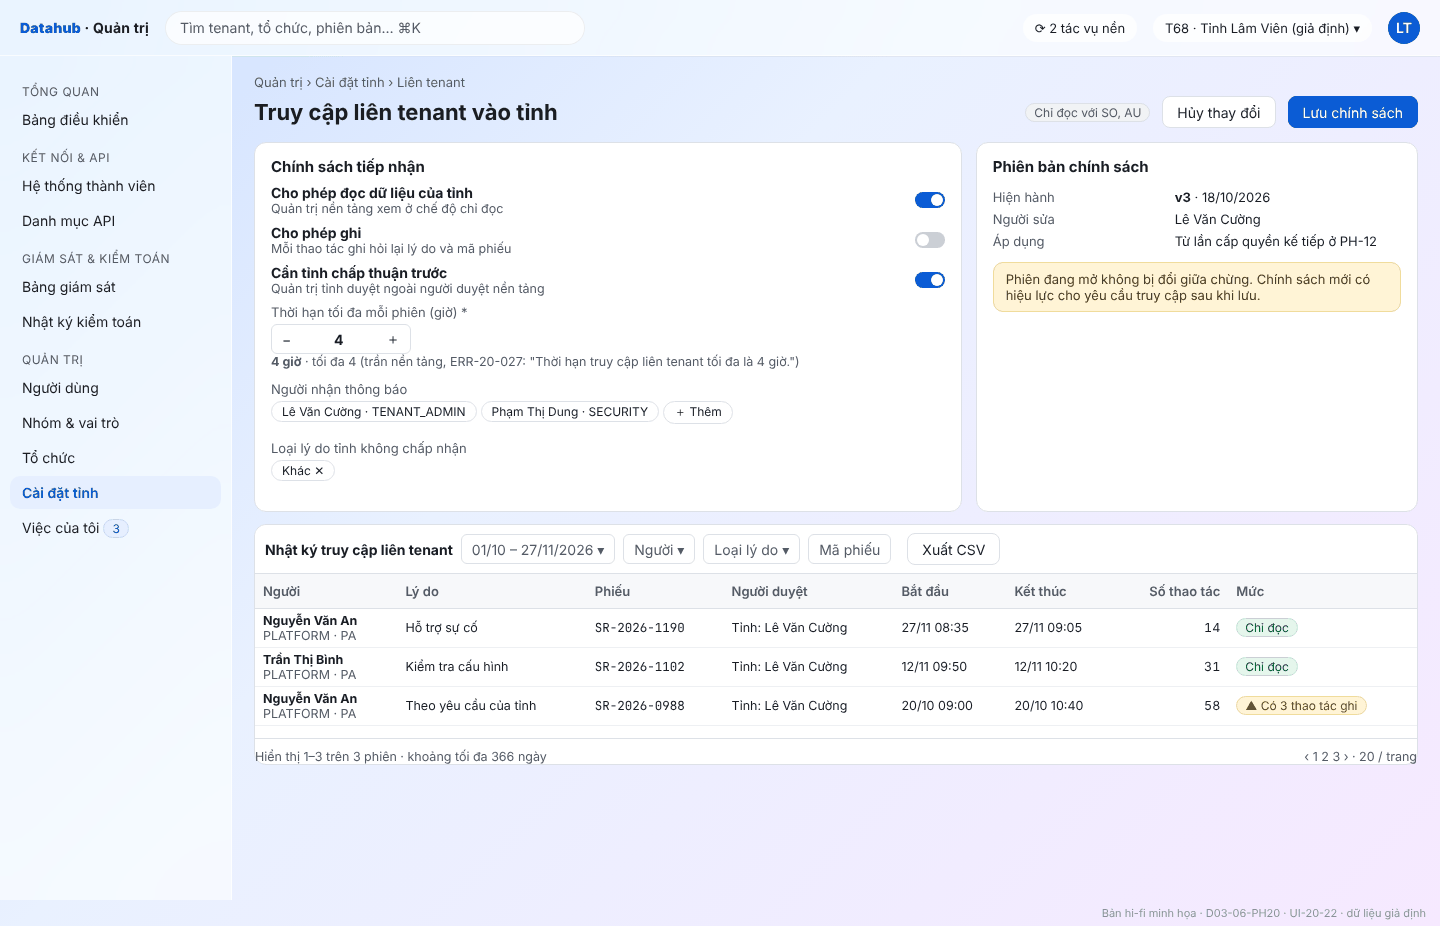 Datahub · Quản trị
Tìm tenant, tổ chức, phiên bản... ⌘K
⟳ 2 tác vụ nền
T68 · Tỉnh Lâm Viên (giả định) ▾
LT
TỔNG QUAN
Bảng điều khiển
KẾT NỐI & API
Hệ thống thành viên
Danh mục API
GIÁM SÁT & KIỂM TOÁN
Bảng giám sát
Nhật ký kiểm toán
QUẢN TRỊ
Người dùng
Nhóm & vai trò
Tổ chức
Cài đặt tỉnh
Việc của tôi 3
Quản trị › Cài đặt tỉnh › Liên tenant
Truy cập liên tenant vào tỉnh
Chỉ đọc với SO, AU
Hủy thay đổi
Lưu chính sách
Chính sách tiếp nhận
Cho phép đọc dữ liệu của tỉnh
Quản trị nền tảng xem ở chế độ chỉ đọc
Cho phép ghi
Mỗi thao tác ghi hỏi lại lý do và mã phiếu
Cần tỉnh chấp thuận trước
Quản trị tỉnh duyệt ngoài người duyệt nền tảng
Thời hạn tối đa mỗi phiên (giờ) *
− 4 +
4 giờ · tối đa 4 (trần nền tảng, ERR-20-027: "Thời hạn truy cập liên tenant tối đa là 4 giờ.")
Người nhận thông báo
Lê Văn Cường · TENANT_ADMIN
Phạm Thị Dung · SECURITY
+ Thêm
Loại lý do tỉnh không chấp nhận
Khác ✕
Phiên bản chính sách
Hiện hành v3 · 18/10/2026
Người sửa Lê Văn Cường
Áp dụng Từ lần cấp quyền kế tiếp ở PH-12
Phiên đang mở không bị đổi giữa chừng. Chính sách mới có
hiệu lực cho yêu cầu truy cập sau khi lưu.
Nhật ký truy cập liên tenant
01/10 – 27/11/2026 ▾
Người ▾
Loại lý do ▾
Mã phiếu
Xuất CSV
Người Lý do Phiếu Người duyệt Bắt đầu Kết thúc Số thao tác Mức
Nguyễn Văn An
PLATFORM · PA
Hỗ trợ sự cố SR-2026-1190 Tỉnh: Lê Văn Cường 27/11 08:35 27/11 09:05 14 Chỉ đọc
Trần Thị Bình
PLATFORM · PA
Kiểm tra cấu hình SR-2026-1102 Tỉnh: Lê Văn Cường 12/11 09:50 12/11 10:20 31 Chỉ đọc
Nguyễn Văn An
PLATFORM · PA
Theo yêu cầu của tỉnh SR-2026-0988 Tỉnh: Lê Văn Cường 20/10 09:00 20/10 10:40 58 ▲ Có 3 thao tác ghi
Hiển thị 1–3 trên 3 phiên · khoảng tối đa 366 ngày
‹ 1 2 3 › · 20 / trang
Bản hi-fi minh họa · D03-06-PH20 · UI-20-22 · dữ liệu giả định